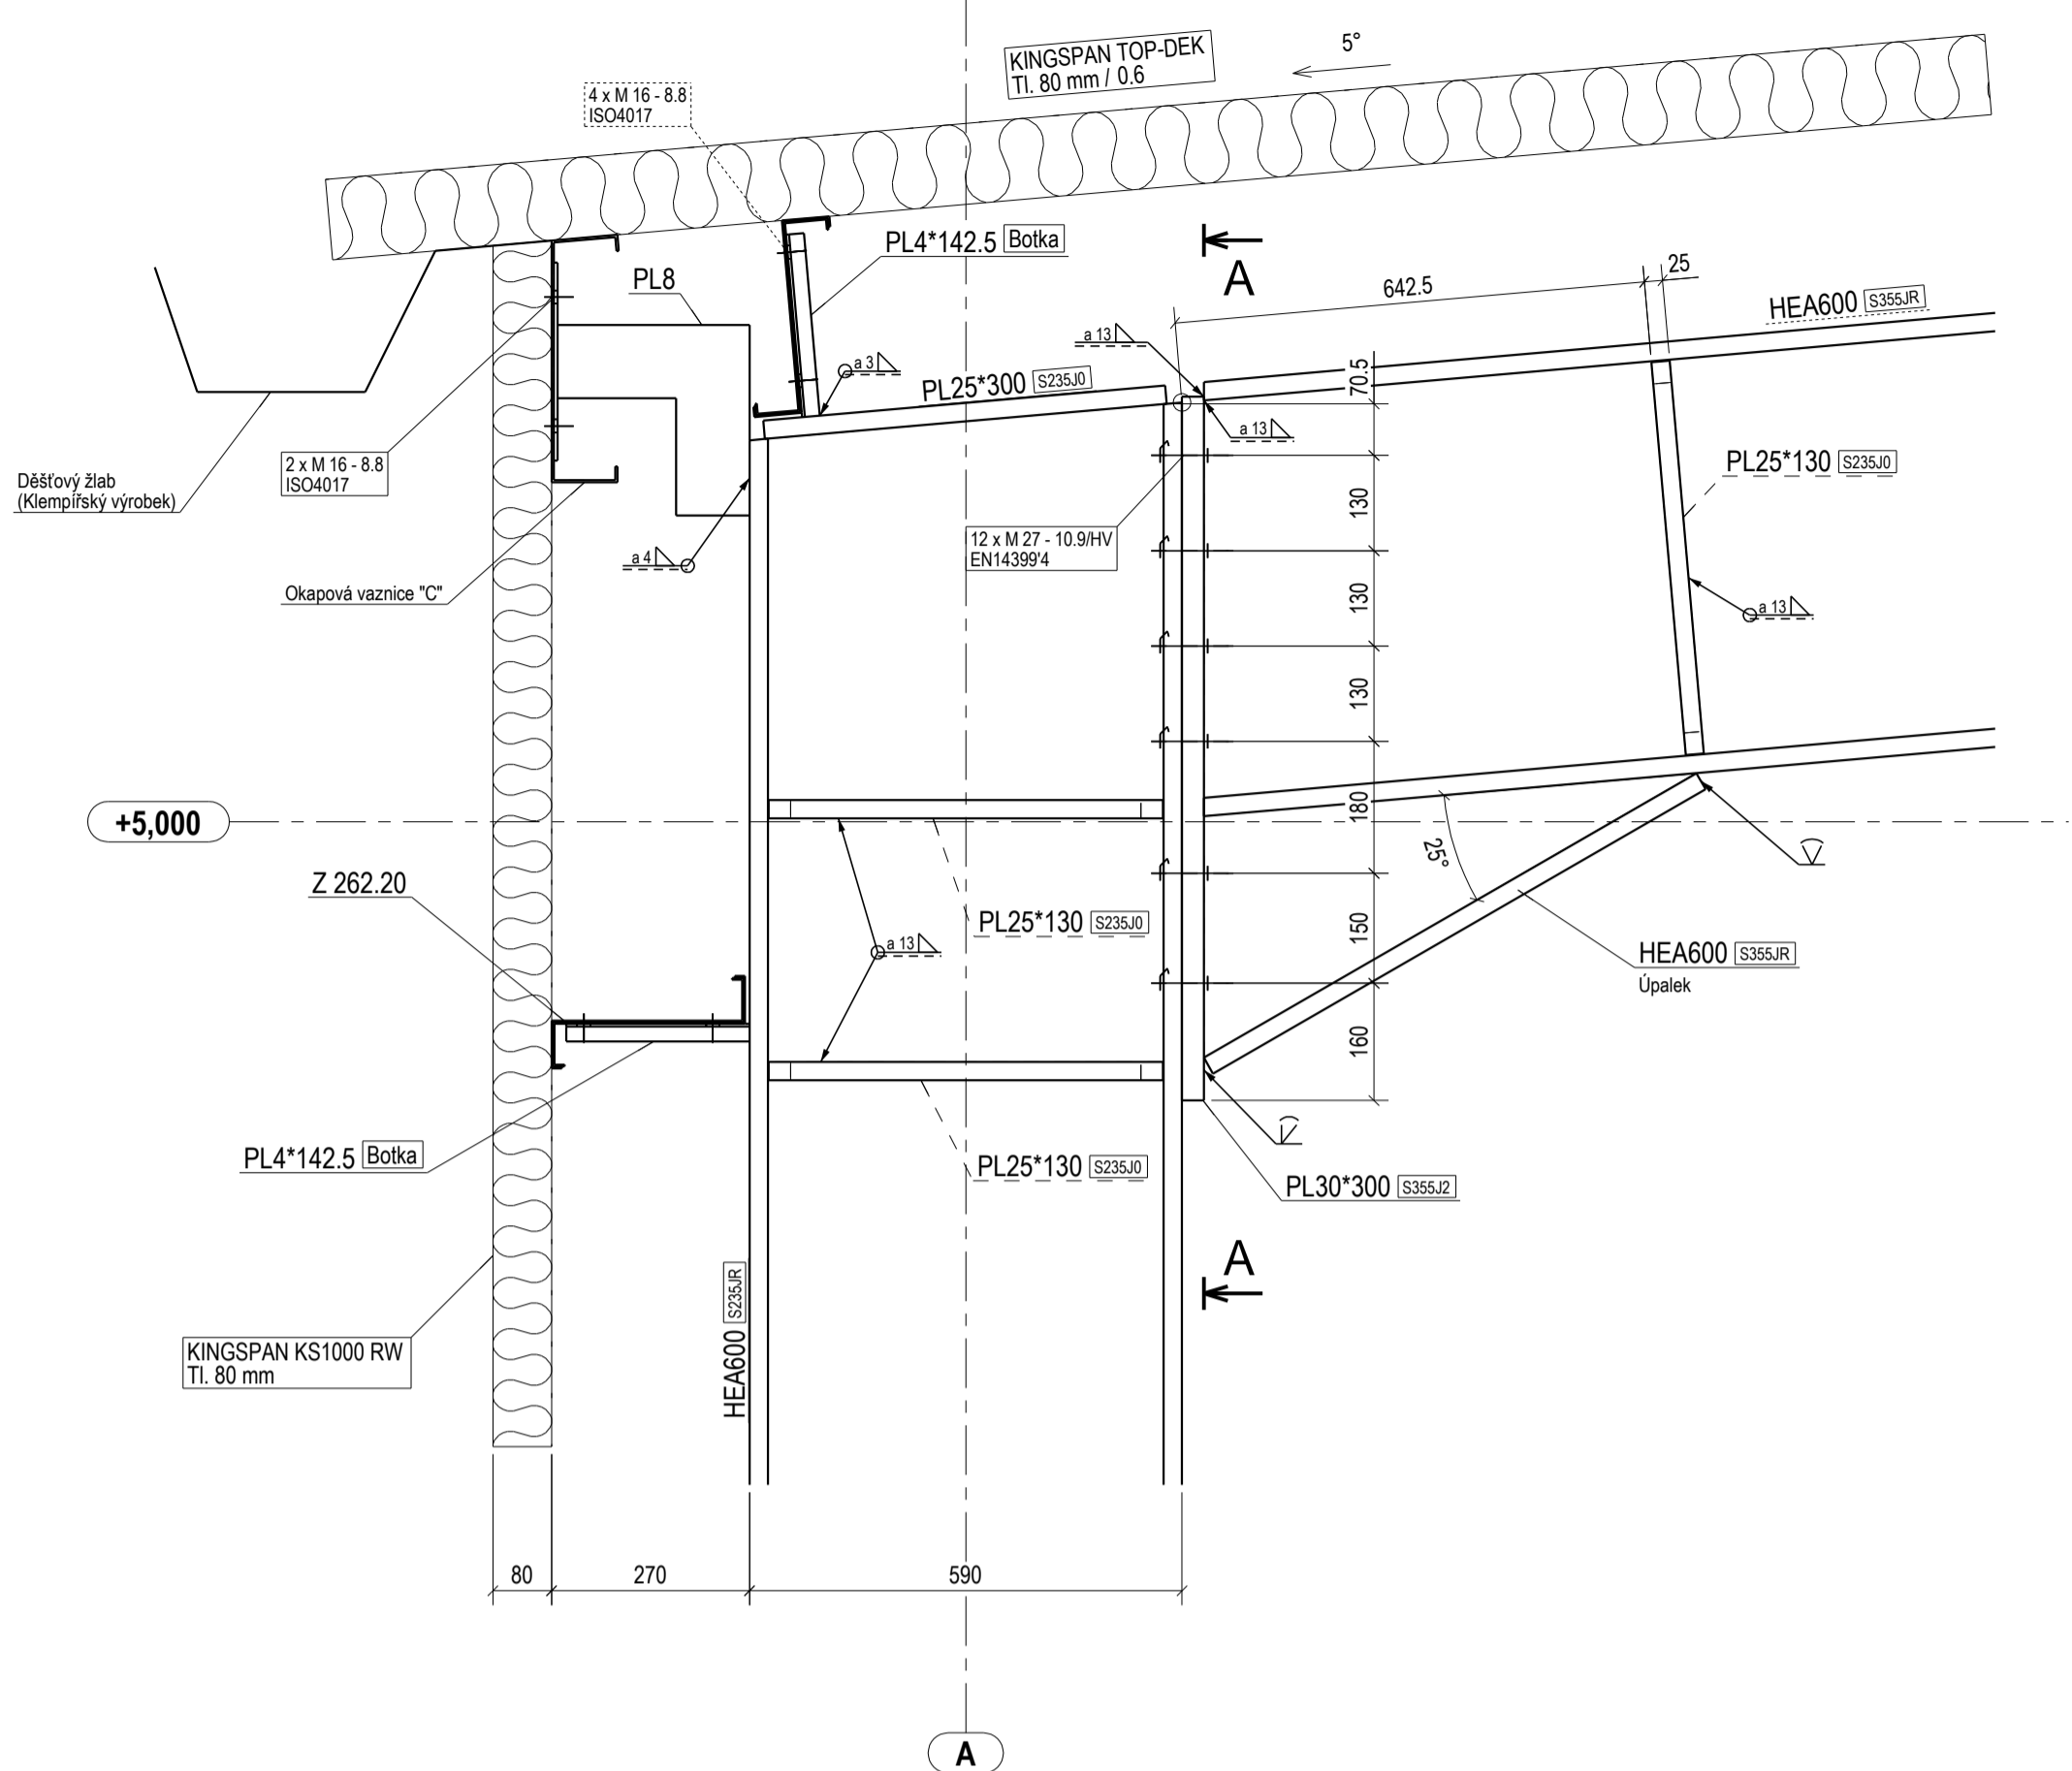 KINGSPAN TOP-DEK
Tl. 80 mm / 0.6
5°
4 x M 16 - 8.8
ISO4017
PL4*142.5 Botka
A
PL8
642.5
25
HEA600 S355JR
a 13
a 3
PL25*300 S235J0
70.5
a 13
2 x M 16 - 8.8
ISO4017
Děšťový žlab
(Klempířský výrobek)
PL25*130 S235J0
130
12 x M 27 - 10.9/HV
EN14399'4
a 4
Okapová vaznice "C"
130
a 13
130
+5,000
180
25°
Z 262.20
PL25*130 S235J0
150
a 13
HEA600 S355JR
Úpalek
160
PL4*142.5 Botka
PL25*130 S235J0
PL30*300 S355J2
A
HEA600 S235JR
KINGSPAN KS1000 RW
Tl. 80 mm
80
270
590
A